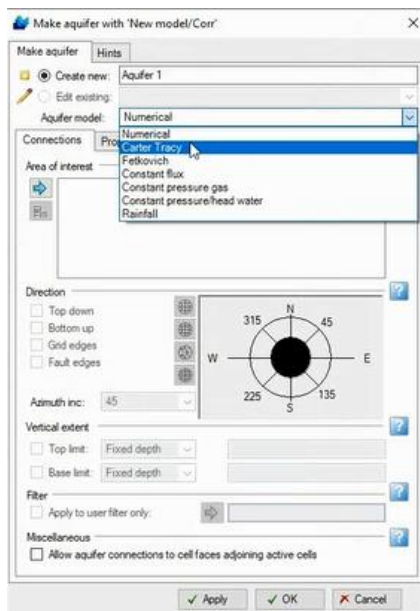 Make aquifer with 'New model/Corr'
Make aquifer Hints
Create new: Aquifer 1
Edit existing:
Aquifer model: Numerical
Numerical
Carter Tracy
Fetkovich
Constant flux
Constant pressure gas
Constant pressure/head water
Rainfall
Connections
Area of interest
Direction
Top down
Bottom up
Grid edges
Fault edges
N
315 45
W E
225 135
S
Azimuth inc: 45
Vertical extent
Top limit: Fixed depth
Base limit: Fixed depth
Filter
Apply to user filter only:
Miscellaneous
Allow aquifer connections to cell faces adjoining active cells
Apply OK Cancel